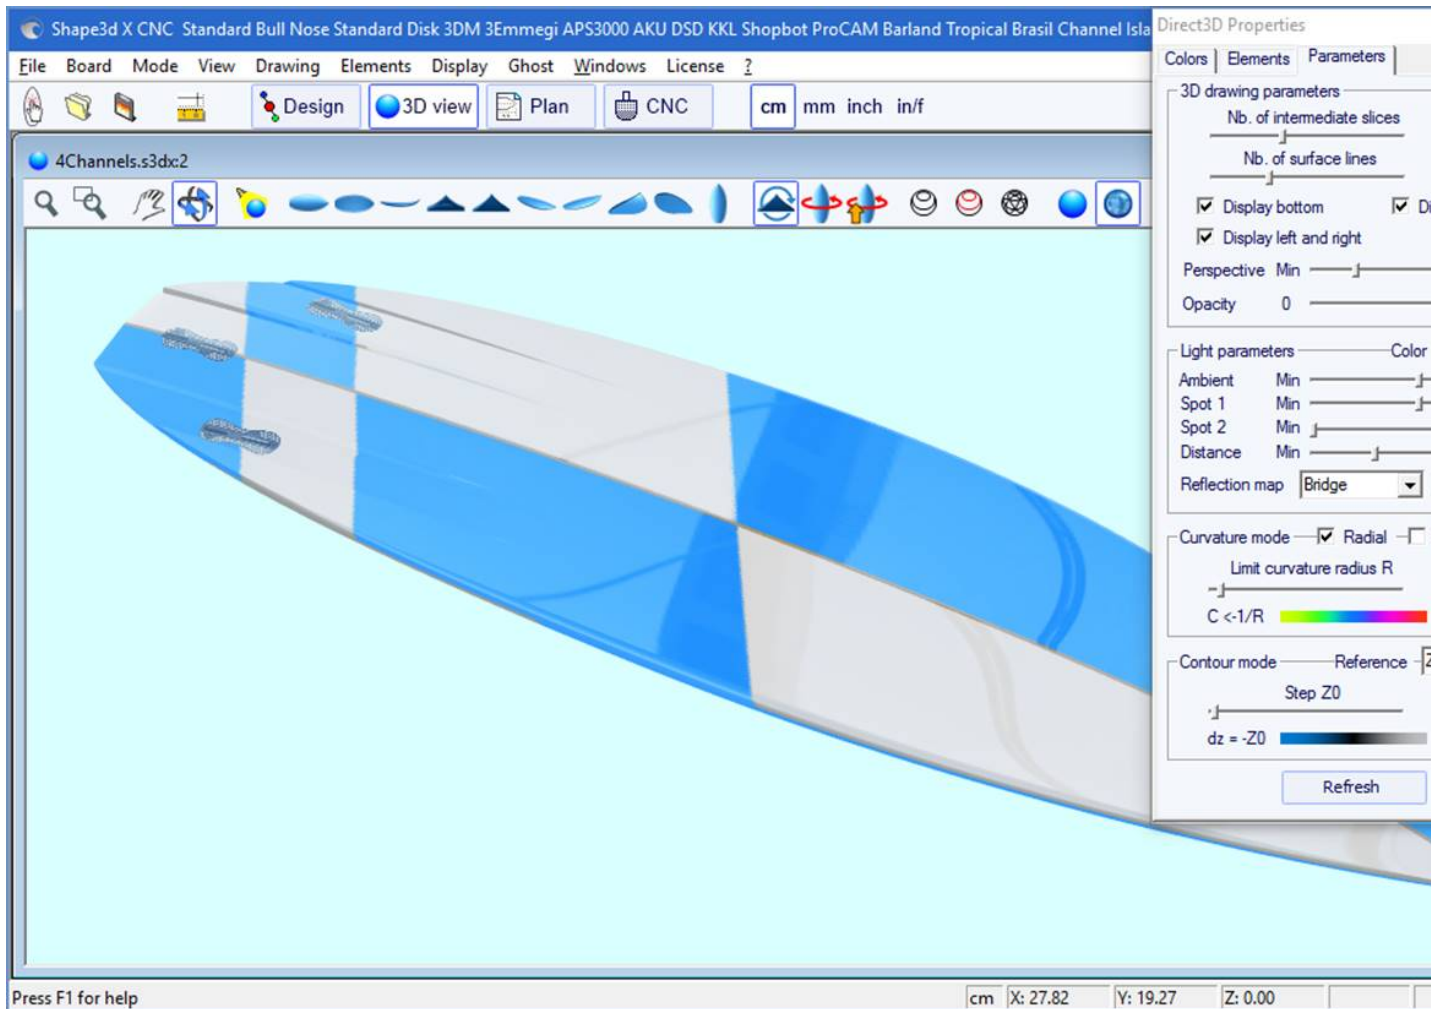 Shape3d X CNC Standard Bull Nose Standard Disk 3DM 3Emmegi APS3000 AKU DSD KKL Shopbot ProCAM Barland Tropical Brasil Channel Isla
File Board Mode View Drawing Elements Display Ghost Windows License ?
Design 3D view Plan CNC cm mm inch in/f
4Channels.s3dx:2
Direct3D Properties
Colors Elements Parameters
3D drawing parameters
Nb. of intermediate slices
Nb. of surface lines
Display bottom Di
Display left and right
Perspective Min
Opacity 0
Light parameters Color
Ambient Min
Spot 1 Min
Spot 2 Min
Distance Min
Reflection map Bridge
Curvature mode Radial
Limit curvature radius R
C <-1/R
Contour mode Reference Z
Step Z0
dz = -Z0
Refresh
Press F1 for help cm X: 27.82 Y: 19.27 Z: 0.00